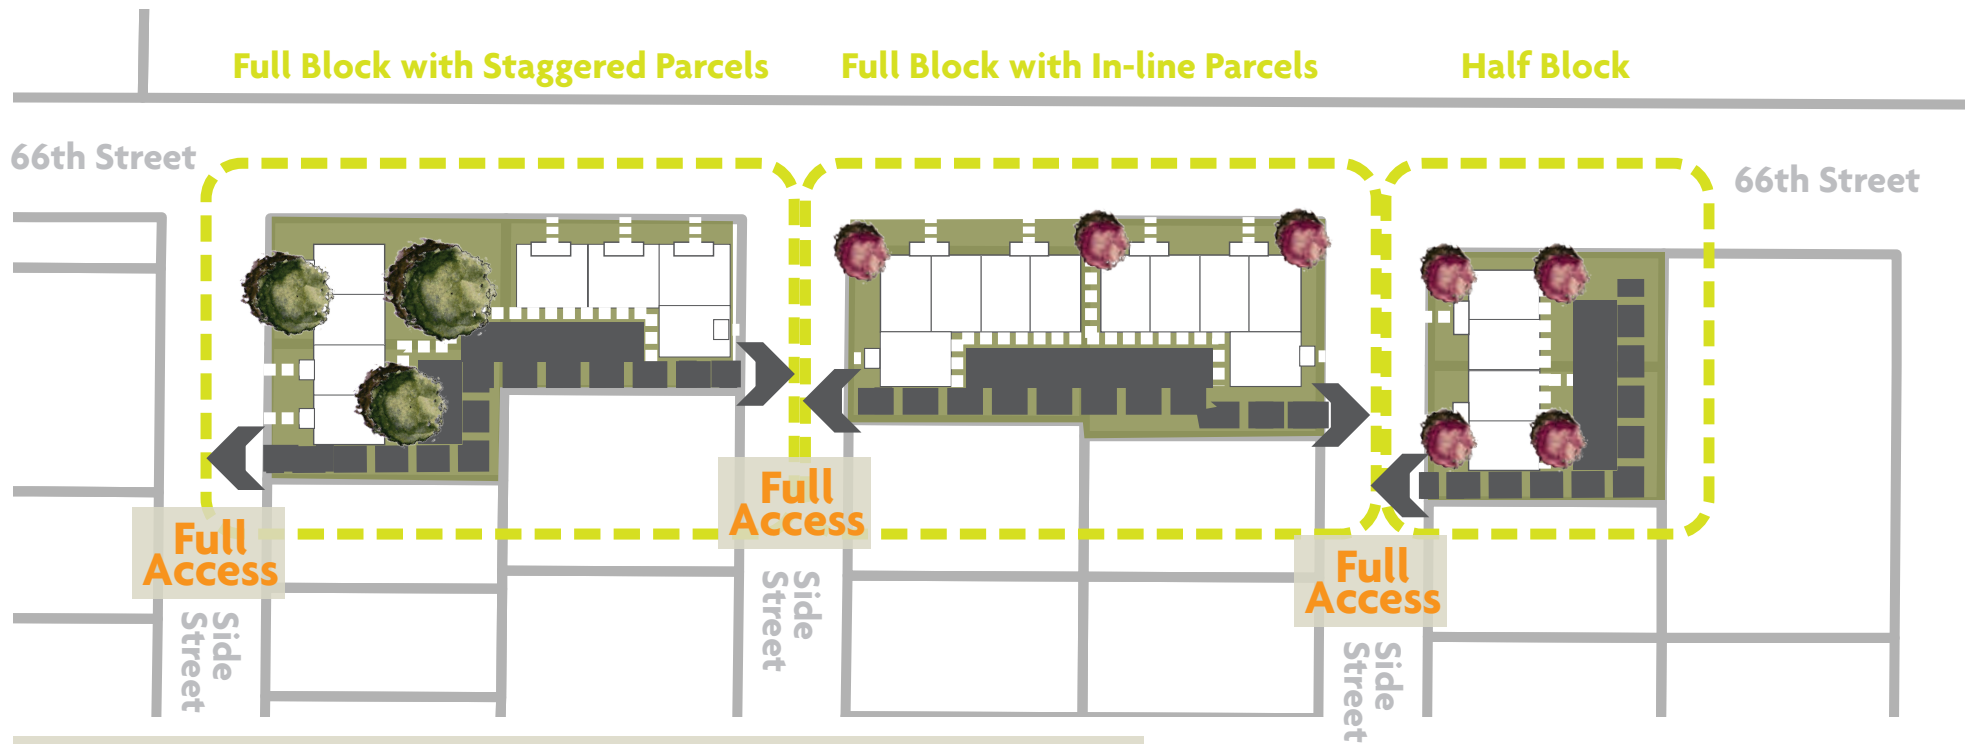 Full Block with Staggered Parcels
Full Block with In-line Parcels
Half Block
66th Street
66th Street
Full
Access
Full
Access
Full
Access
Side
Street
Side
Street
Side
Street